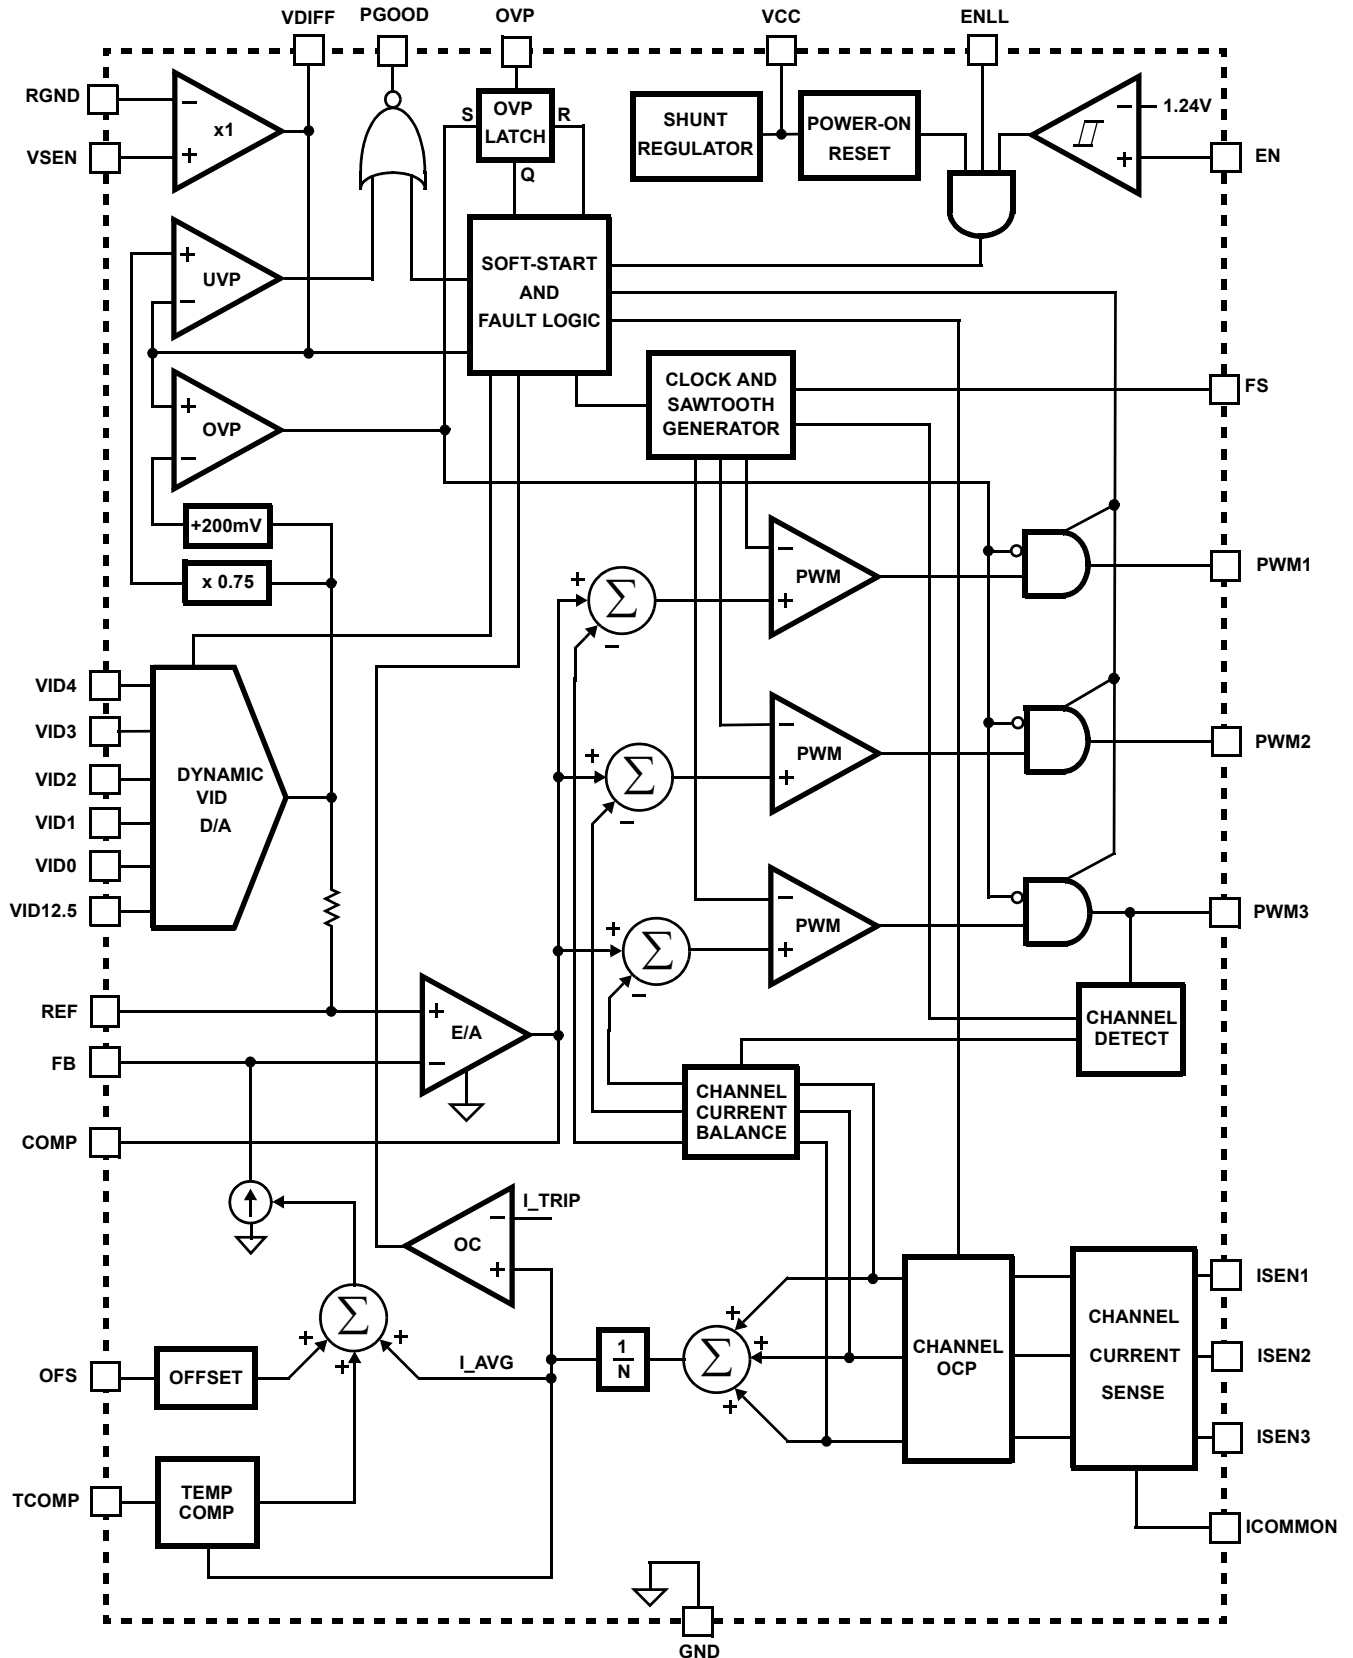 VDIFF
PGOOD
OVP
VCC
ENLL
RGND
VSEN
−
x1
+
S
OVP
LATCH
R
Q
SHUNT
REGULATOR
POWER-ON
RESET
−
1.24V
+
EN
+
UVP
−
SOFT-START
AND
FAULT LOGIC
+
OVP
−
CLOCK AND
SAWTOOTH
GENERATOR
FS
+200mV
x 0.75
+
Σ
−
−
PWM
+
PWM1
VID4
VID3
VID2
VID1
VID0
VID12.5
DYNAMIC
VID
D/A
+
Σ
−
−
PWM
+
PWM2
+
Σ
−
−
PWM
+
PWM3
REF
FB
COMP
+
E/A
−
CHANNEL
DETECT
CHANNEL
CURRENT
BALANCE
I_TRIP
−
OC
+
Σ
+
+
+
I_AVG
OFS
OFFSET
TCOMP
TEMP
COMP
1
N
+
Σ
+
+
CHANNEL
OCP
CHANNEL
CURRENT
SENSE
ISEN1
ISEN2
ISEN3
ICOMMON
GND